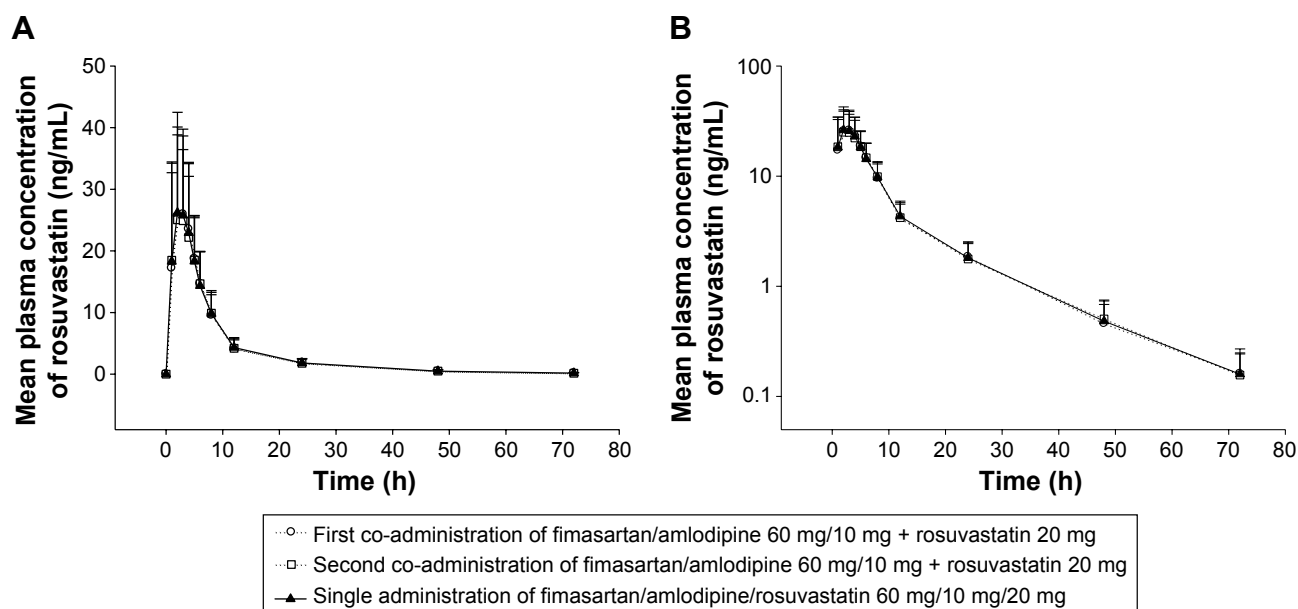 A
Mean plasma concentration
of rosuvastatin (ng/mL)
50
40
30
20
10
0
0 10 20 30 40 50 60 70 80
Time (h)
B
Mean plasma concentration
of rosuvastatin (ng/mL)
100
10
1
0.1
0 10 20 30 40 50 60 70 80
Time (h)
First co-administration of fimasartan/amlodipine 60 mg/10 mg + rosuvastatin 20 mg
Second co-administration of fimasartan/amlodipine 60 mg/10 mg + rosuvastatin 20 mg
Single administration of fimasartan/amlodipine/rosuvastatin 60 mg/10 mg/20 mg